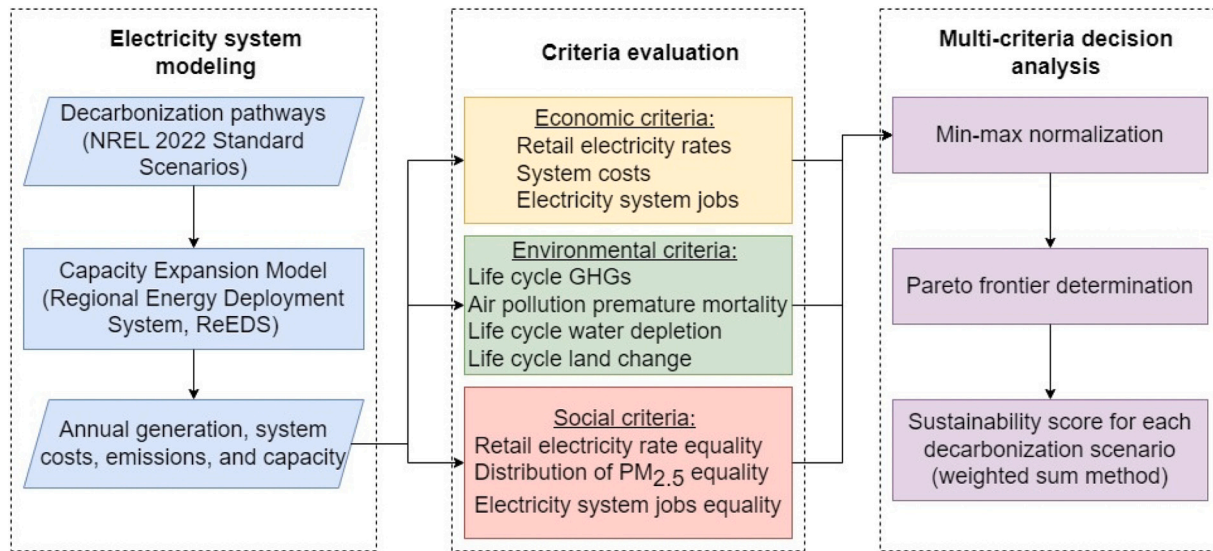 Electricity system
modeling
Decarbonization pathways
(NREL 2022 Standard
Scenarios)
Capacity Expansion Model
(Regional Energy Deployment
System, ReEDS)
Annual generation, system
costs, emissions, and capacity
Criteria evaluation
Economic criteria:
Retail electricity rates
System costs
Electricity system jobs
Environmental criteria:
Life cycle GHGs
Air pollution premature mortality
Life cycle water depletion
Life cycle land change
Social criteria:
Retail electricity rate equality
Distribution of PM2.5 equality
Electricity system jobs equality
Multi-criteria decision
analysis
Min-max normalization
Pareto frontier determination
Sustainability score for each
decarbonization scenario
(weighted sum method)